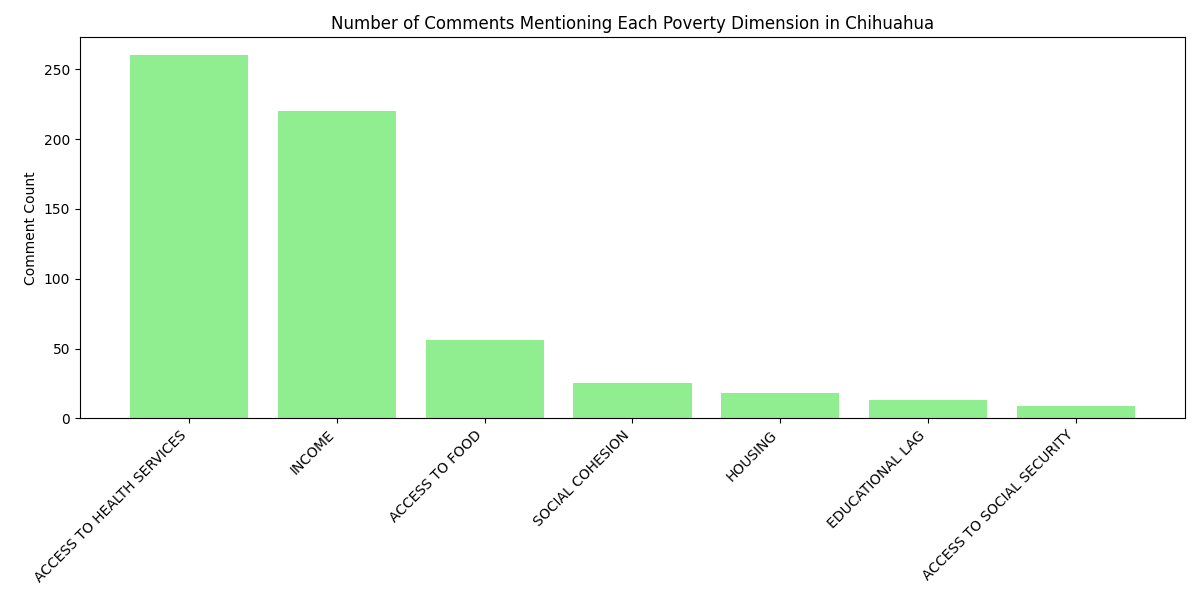 Number of Comments Mentioning Each Poverty Dimension in Chihuahua
Comment Count
250
200
150
100
50
0
ACCESS TO HEALTH SERVICES
INCOME
ACCESS TO FOOD
SOCIAL COHESION
HOUSING
EDUCATIONAL LAG
ACCESS TO SOCIAL SECURITY